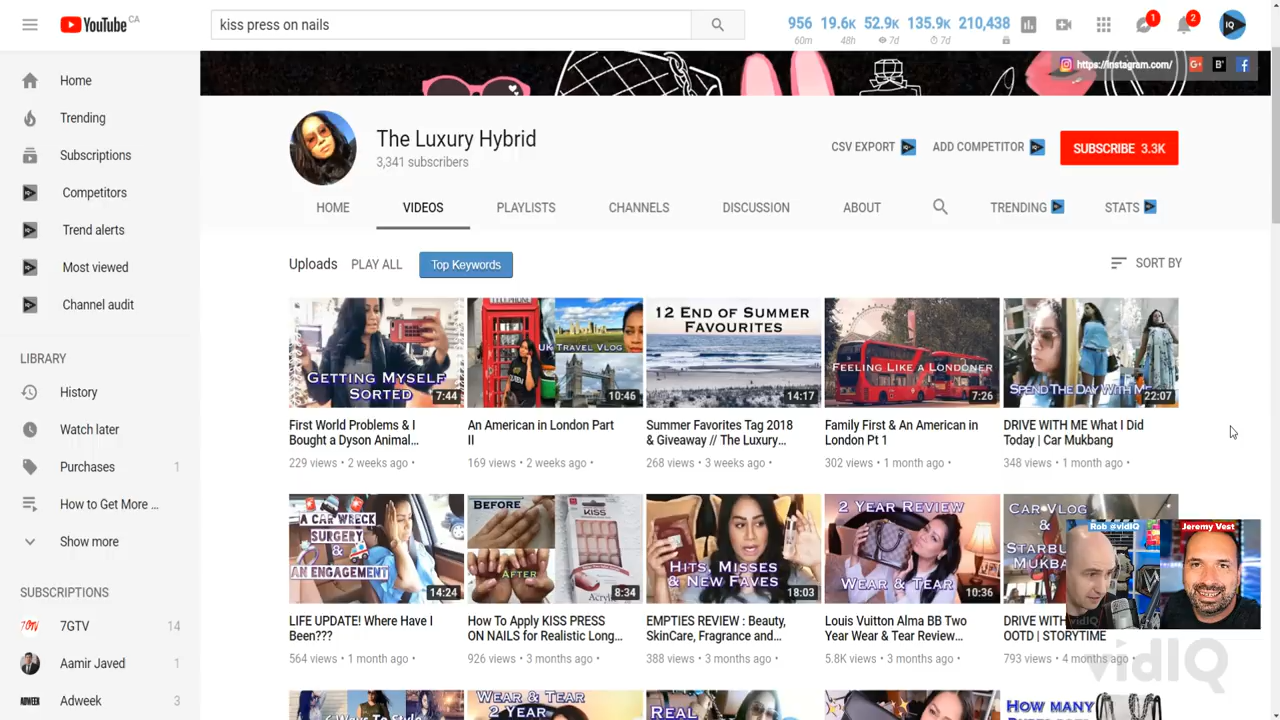 YouTube CA
kiss press on nails
956 19.6K 52.9K 135.9K 210,438
60m 48h 7d 7d
1
2
IQ
https://instagram.com/
Home
Trending
Subscriptions
Competitors
Trend alerts
Most viewed
Channel audit
LIBRARY
History
Watch later
Purchases 1
How to Get More ...
Show more
SUBSCRIPTIONS
7GTV 14
Aamir Javed 1
ADWEEK
Adweek 3
The Luxury Hybrid
3,341 subscribers
CSV EXPORT
ADD COMPETITOR
SUBSCRIBE 3.3K
HOME VIDEOS PLAYLISTS CHANNELS DISCUSSION ABOUT TRENDING STATS
Uploads PLAY ALL Top Keywords
SORT BY
GETTING MYSELF
SORTED
7:44
TELEPHONE
UK TRAVEL VLOG
10:46
12 END OF SUMMER
FAVOURITES
14:17
FEELING LIKE A LONDONER
7:26
SPEND THE DAY WITH ME
22:07
First World Problems & I
Bought a Dyson Animal...
229 views • 2 weeks ago •
An American in London Part
II
169 views • 2 weeks ago •
Summer Favorites Tag 2018
& Giveaway // The Luxury...
268 views • 3 weeks ago •
Family First & An American in
London Pt 1
302 views • 1 month ago •
DRIVE WITH ME What I Did
Today | Car Mukbang
348 views • 1 month ago •
A CAR WRECK
SURGERY
&
AN ENGAGEMENT
14:24
BEFORE
AFTER
KISS
8:34
HITS, MISSES
& NEW FAVES
18:03
2 YEAR REVIEW
WEAR & TEAR
10:36
CAR VLOG
&
STARBU
MUKBA
Rob @vidIQ
Jeremy Vest
vidIQ
LIFE UPDATE! Where Have I
Been???
564 views • 1 month ago •
How To Apply KISS PRESS
ON NAILS for Realistic Long...
926 views • 3 months ago •
EMPTIES REVIEW : Beauty,
SkinCare, Fragrance and...
388 views • 3 months ago •
Louis Vuitton Alma BB Two
Year Wear & Tear Review...
5.8K views • 3 months ago •
DRIVE WITH
OOTD | STORYTIME
793 views • 4 months ago •
vidIQ
6 Ways To Style
WEAR & TEAR
2 YEAR
REAL
HOW MANY